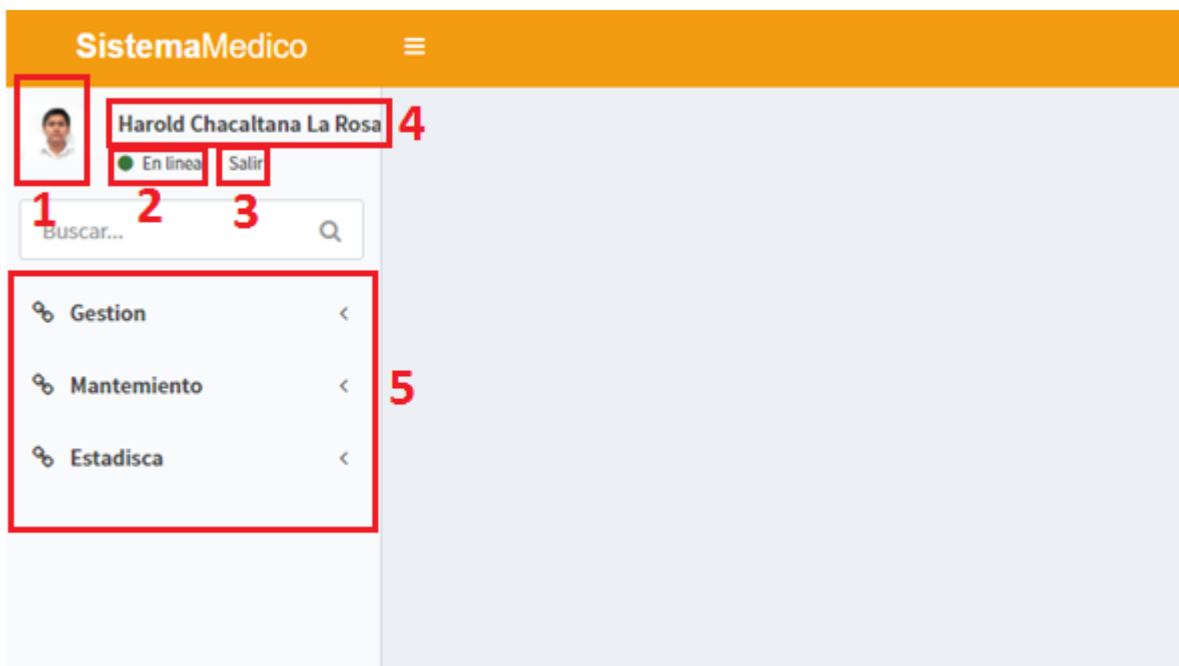 SistemaMedico
Harold Chacaltana La Rosa 4
En linea Salir
1 2 3
Buscar...
Gestion
Mantemiento
5
Estadisca